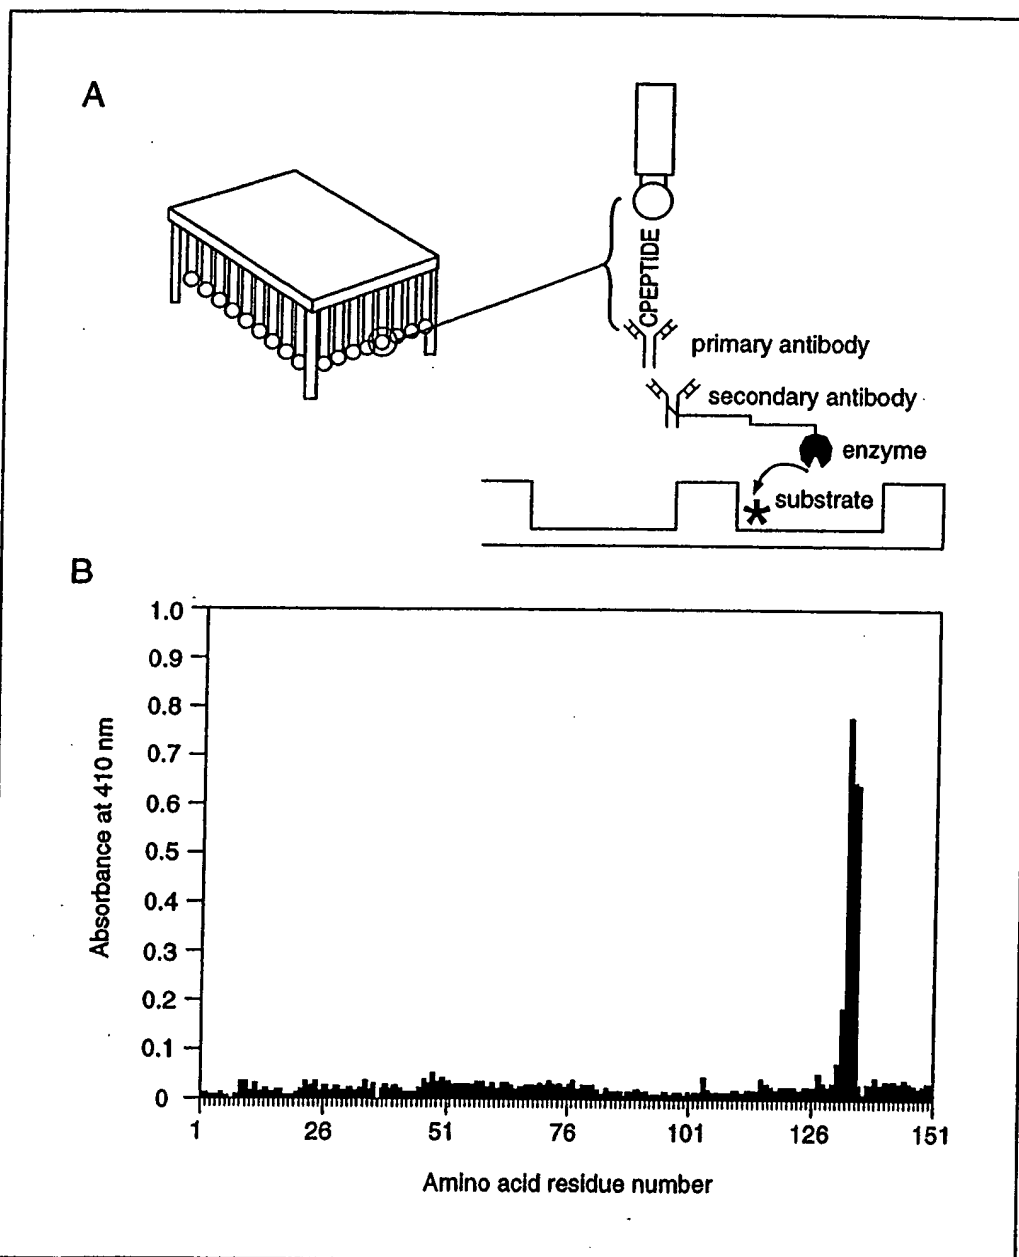 A
CPEPTIDE
primary antibody
secondary antibody
enzyme
substrate
B
1.0
0.9
0.8
0.7
0.6
0.5
0.4
0.3
0.2
0.1
0
Absorbance at 410 nm
1 26 51 76 101 126 151
Amino acid residue number